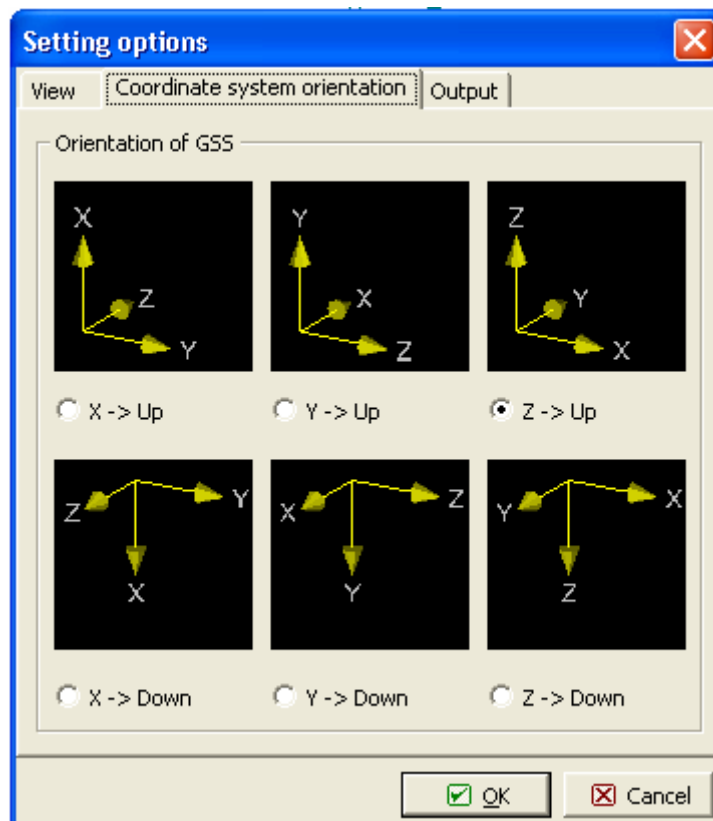 Setting options
View Coordinate system orientation Output
Orientation of GSS
X Y Z
Z X Y
Y Z X
X -> Up Y -> Up Z -> Up
Z Y X Z Y X
X Y Z
X -> Down Y -> Down Z -> Down
OK Cancel